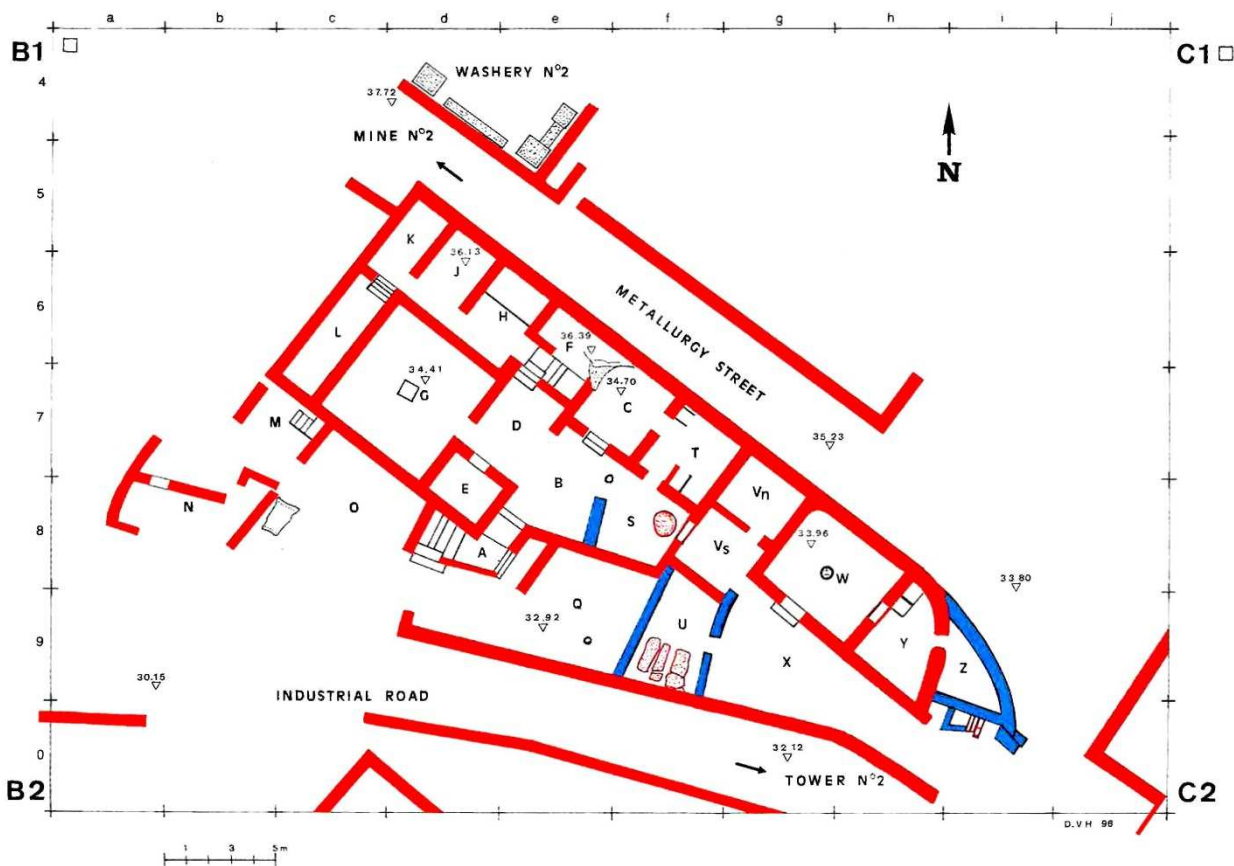 a b c d e f g h i j
B1 C1
4
WASHERY N°2
37.72
MINE N°2
N
5
K
36.13
J
6
METALLURGY STREET
H
L
36.39
F
34.41
G
34.70
C
7
M
D
T
35.23
B
Vn
E
N
O
S
8
Vs
33.96
A
W
33.80
Q
32.92
U
9
Y
X
Z
30.15
INDUSTRIAL ROAD
0
32.12
TOWER N°2
B2 C2
D.VH 96
1 3 5m